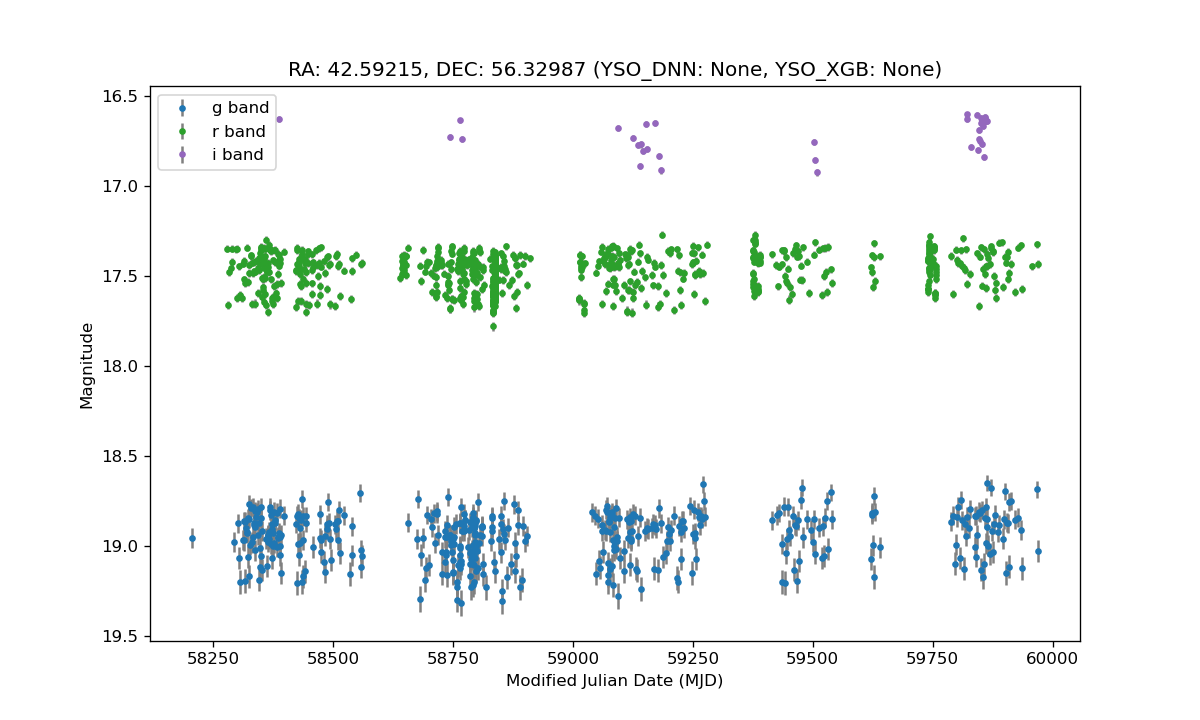 RA: 42.59215, DEC: 56.32987 (YSO_DNN: None, YSO_XGB: None)
g band
r band
i band
16.5
17.0
17.5
18.0
18.5
19.0
19.5
Magnitude
58250 58500 58750 59000 59250 59500 59750 60000
Modified Julian Date (MJD)